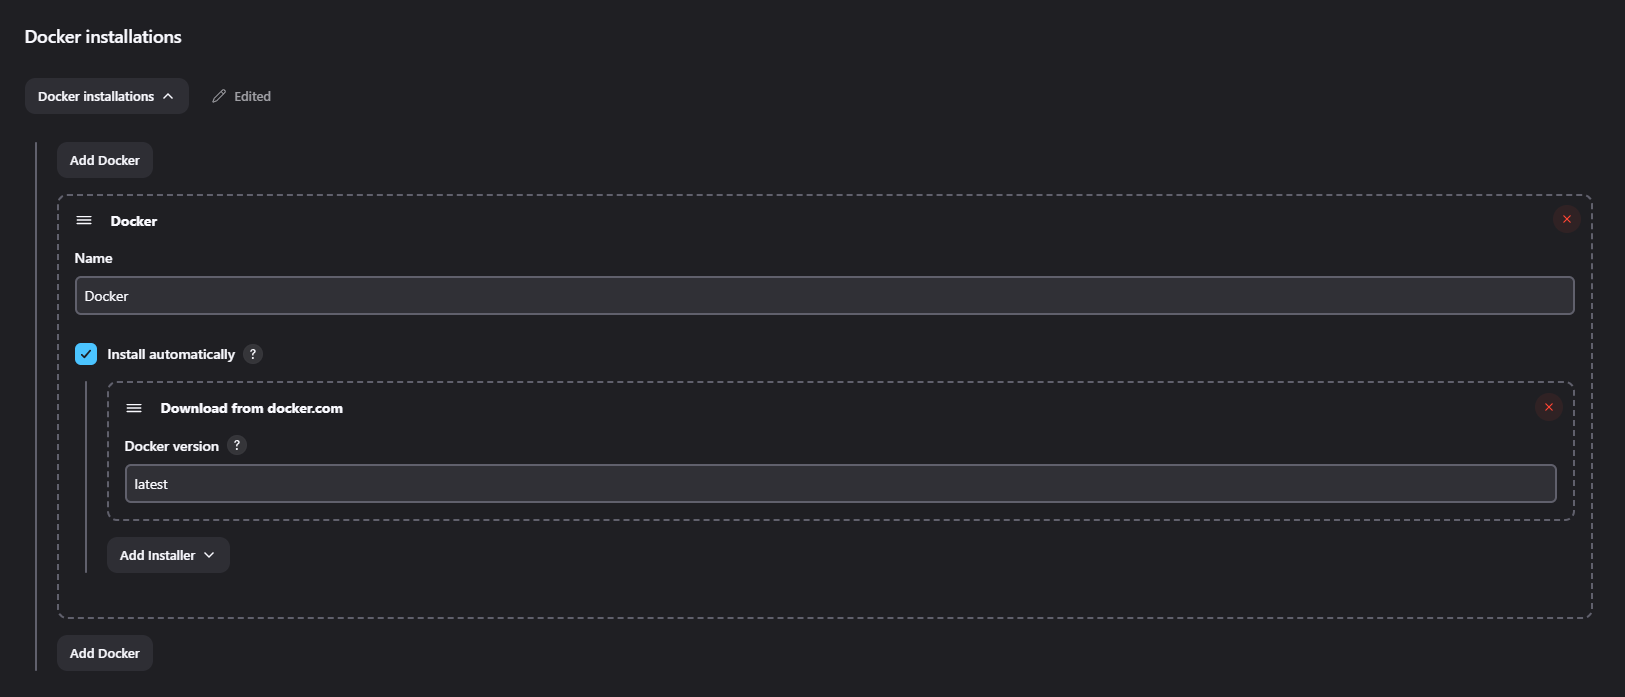 Docker installations
Docker installations
Edited
Add Docker
Docker
Name
Docker
Install automatically ?
Download from docker.com
Docker version ?
latest
Add Installer
Add Docker